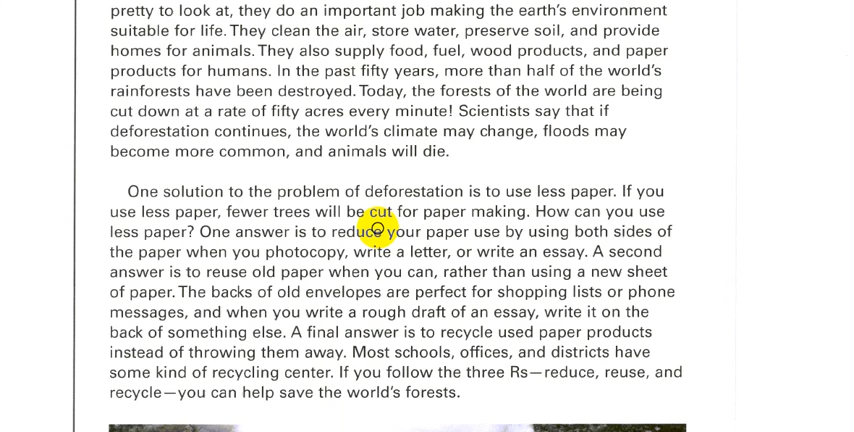 pretty to look at, they do an important job making the earth's environment
suitable for life. They clean the air, store water, preserve soil, and provide
homes for animals. They also supply food, fuel, wood products, and paper
products for humans. In the past fifty years, more than half of the world's
rainforests have been destroyed. Today, the forests of the world are being
cut down at a rate of fifty acres every minute! Scientists say that if
deforestation continues, the world's climate may change, floods may
become more common, and animals will die.
One solution to the problem of deforestation is to use less paper. If you
use less paper, fewer trees will be cut for paper making. How can you use
less paper? One answer is to reduce your paper use by using both sides of
the paper when you photocopy, write a letter, or write an essay. A second
answer is to reuse old paper when you can, rather than using a new sheet
of paper. The backs of old envelopes are perfect for shopping lists or phone
messages, and when you write a rough draft of an essay, write it on the
back of something else. A final answer is to recycle used paper products
instead of throwing them away. Most schools, offices, and districts have
some kind of recycling center. If you follow the three Rs—reduce, reuse, and
recycle—you can help save the world's forests.